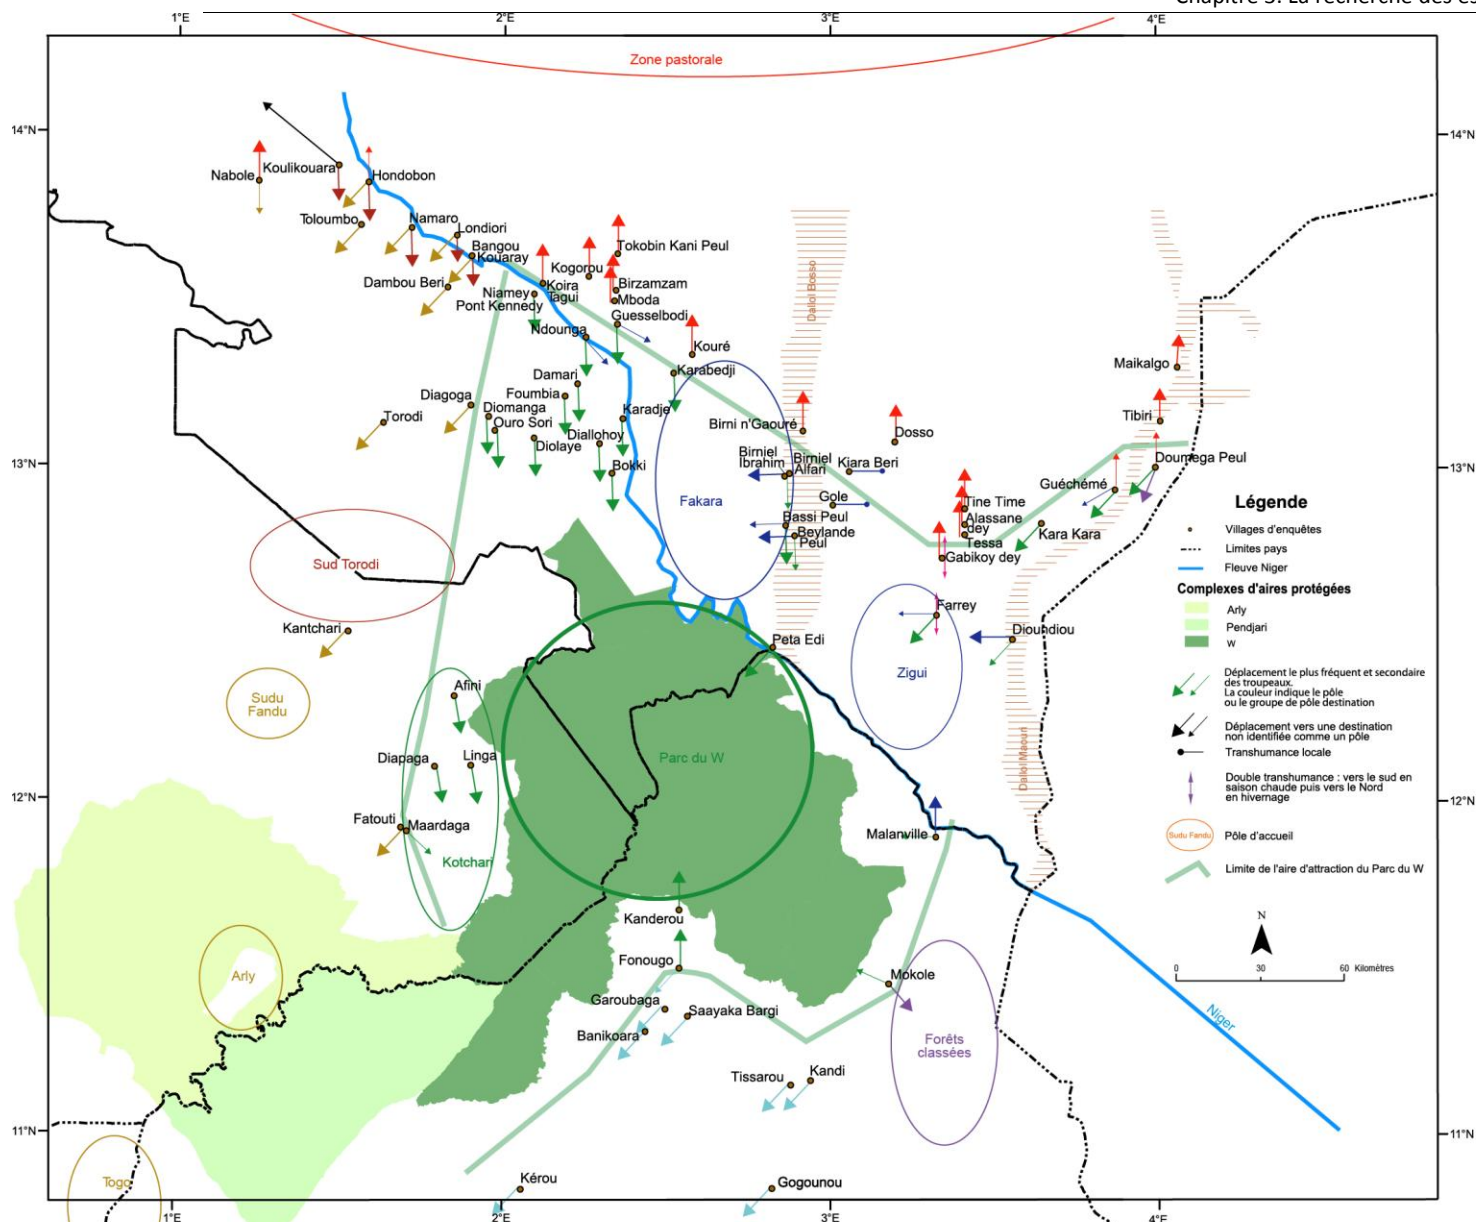 Chapitre 3: La recherche des es
1°E
2°E
3°E
4°E
Zone pastorale
14°N
14°N
Nabole
Koulikouara
Hondobon
Toloumbo
Namaro
Londiori
Bangou
Kouaray
Tokobin Kani Peul
Kogorou
Dambou Beri
Niamey
Pont Kennedy
Koira
Tagui
Birzamzam
Mboda
Guesselbodi
Ndounga
Dallol Bosso
Kouré
Maikalgo
Karabedji
Damari
Foumbia
Diagoga
Diomanga
Ouro Sori
Karadje
Torodi
Diallohoy
Diolaye
Birni n'Gaouré
Dosso
Tibiri
Bokki
Birniel
Ibrahim
Birniel
Alfari
Kiara Beri
Doumega Peul
13°N
13°N
Guéchémé
Fakara
Gole
Tine Time
Alassane
dey
Tessa
Bassi Peul
Beylande
Peul
Kara Kara
Gabikoy dey
Sud Torodi
Farrey
Kantchari
Peta Edi
Dioundiou
Zigui
Sudu
Fandu
Afini
Dallol Maouri
Diapaga
Linga
Parc du W
12°N
12°N
Fatouti
Maardaga
Kotchari
Malanville
Kanderou
Fonougo
Arly
Mokole
Garoubaga
Saayaka Bargi
Banikoara
Forêts
classées
Niger
Tissarou
Kandi
11°N
11°N
Togo
Kérou
Gogounou
1°E
2°E
3°E
4°E
Légende
Villages d'enquêtes
Limites pays
Fleuve Niger
Complexes d'aires protégées
Arly
Pendjari
W
Déplacement le plus fréquent et secondaire
des troupeaux.
La couleur indique le pôle
ou le groupe de pôle destination
Déplacement vers une destination
non identifiée comme un pôle
Transhumance locale
Double transhumance : vers le sud en
saison chaude puis vers le Nord
en hivernage
Sudu Fandu
Pôle d'accueil
Limite de l'aire d'attraction du Parc du W
N
0
30
60 Kilomètres